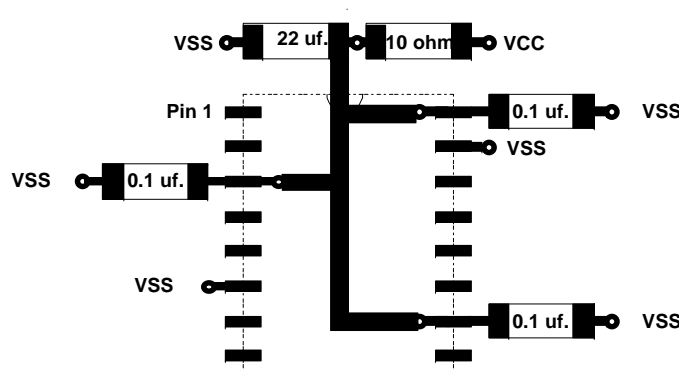 VSS 22 uf. 10 ohm VCC
Pin 1 0.1 uf. VSS
VSS
VSS 0.1 uf.
VSS
0.1 uf. VSS